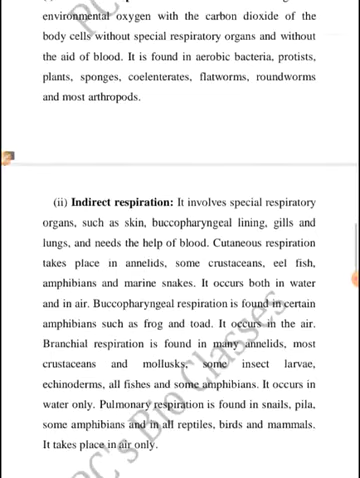 environmental oxygen with the carbon dioxide of the
body cells without special respiratory organs and without
the aid of blood. It is found in aerobic bacteria, protists,
plants, sponges, coelenterates, flatworms, roundworms
and most arthropods.
(ii) Indirect respiration: It involves special respiratory
organs, such as skin, buccopharyngeal lining, gills and
lungs, and needs the help of blood. Cutaneous respiration
takes place in annelids, some crustaceans, eel fish,
amphibians and marine snakes. It occurs both in water
and in air. Buccopharyngeal respiration is found in certain
amphibians such as frog and toad. It occurs in the air.
Branchial respiration is found in many annelids, most
crustaceans and mollusks, some insect larvae,
echinoderms, all fishes and some amphibians. It occurs in
water only. Pulmonary respiration is found in snails, pila,
some amphibians and in all reptiles, birds and mammals.
It takes place in air only.
PC's Bio Classes